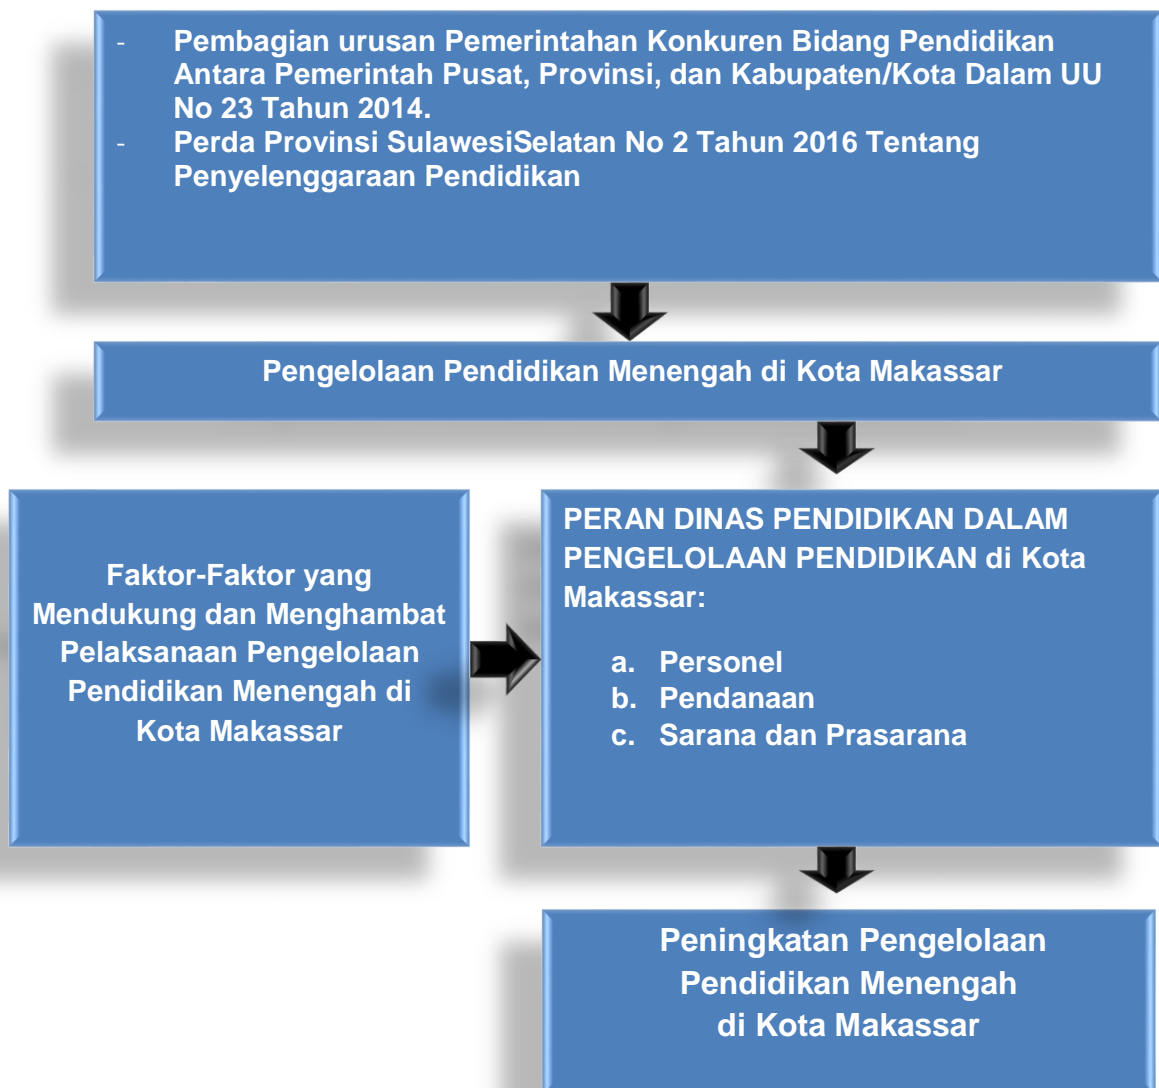 - Pembagian urusan Pemerintahan Konkuren Bidang Pendidikan
Antara Pemerintah Pusat, Provinsi, dan Kabupaten/Kota Dalam UU
No 23 Tahun 2014.
- Perda Provinsi SulawesiSelatan No 2 Tahun 2016 Tentang
Penyelenggaraan Pendidikan
Pengelolaan Pendidikan Menengah di Kota Makassar
Faktor-Faktor yang
Mendukung dan Menghambat
Pelaksanaan Pengelolaan
Pendidikan Menengah di
Kota Makassar
PERAN DINAS PENDIDIKAN DALAM
PENGELOLAAN PENDIDIKAN di Kota
Makassar:
a. Personel
b. Pendanaan
c. Sarana dan Prasarana
Peningkatan Pengelolaan
Pendidikan Menengah
di Kota Makassar